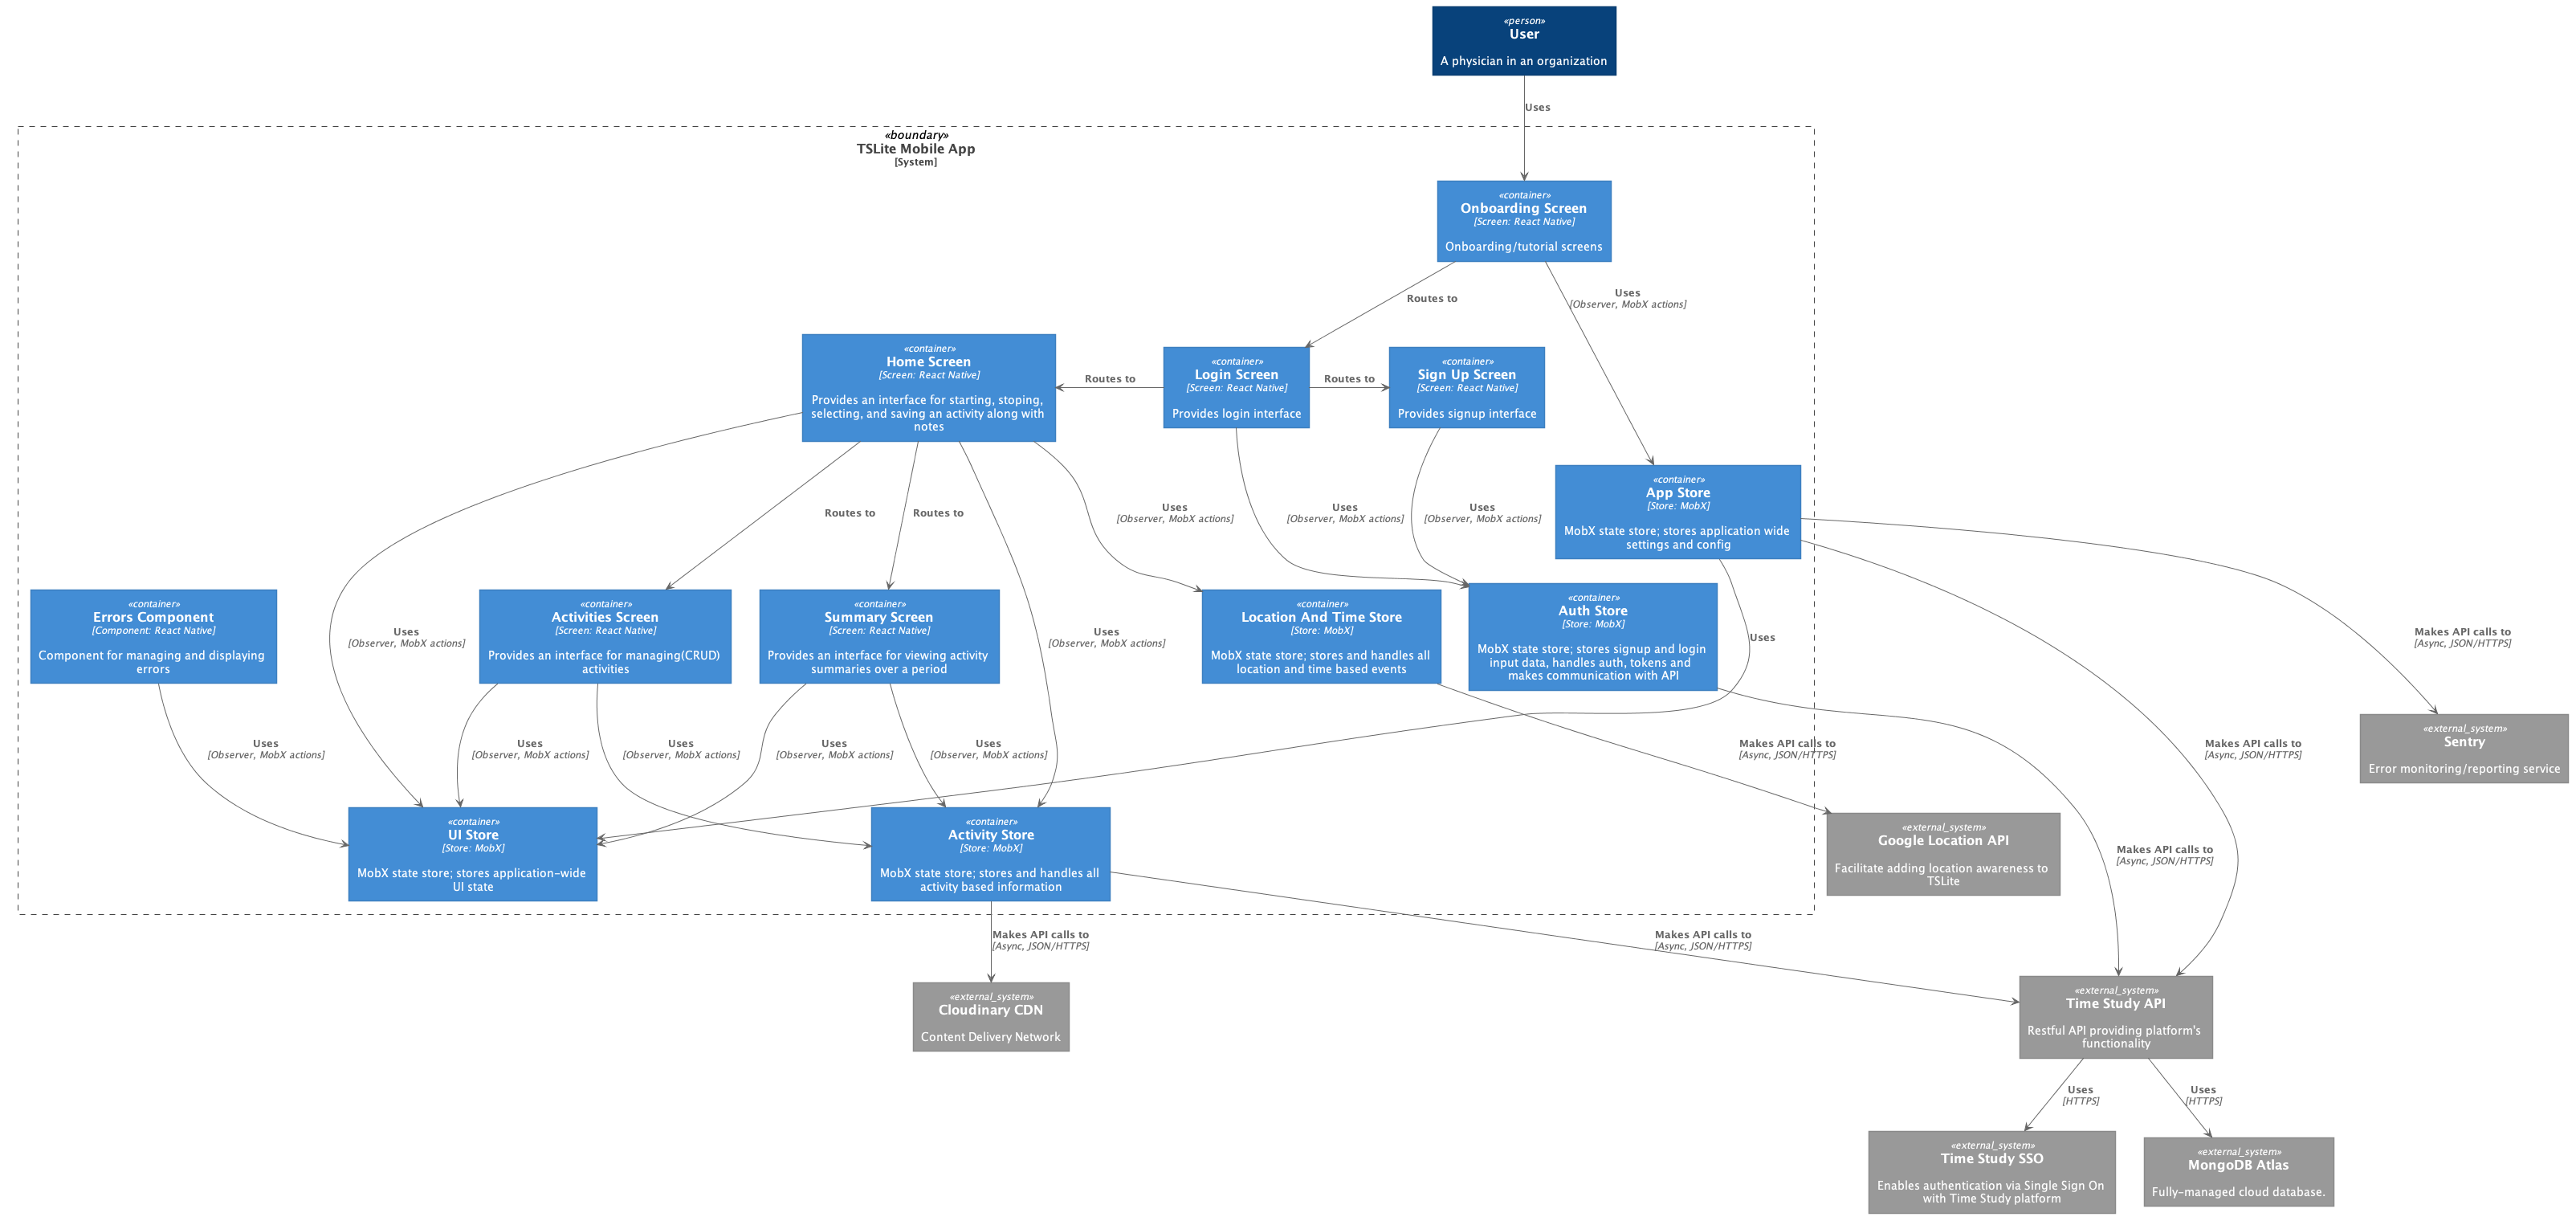 «person»
User
A physician in an organization
Uses
«boundary»
TSLite Mobile App
[System]
«container»
Onboarding Screen
[Screen: React Native]
Onboarding/tutorial screens
Routes to
Uses
[Observer, MobX actions]
«container»
Home Screen
[Screen: React Native]
Provides an interface for starting, stoping,
selecting, and saving an activity along with
notes
Routes to
«container»
Login Screen
[Screen: React Native]
Provides login interface
Routes to
«container»
Sign Up Screen
[Screen: React Native]
Provides signup interface
«container»
App Store
[Store: MobX]
MobX state store; stores application wide
settings and config
Routes to
Routes to
Uses
[Observer, MobX actions]
Uses
[Observer, MobX actions]
Uses
[Observer, MobX actions]
«container»
Errors Component
[Component: React Native]
Component for managing and displaying
errors
Uses
[Observer, MobX actions]
«container»
Activities Screen
[Screen: React Native]
Provides an interface for managing(CRUD)
activities
«container»
Summary Screen
[Screen: React Native]
Provides an interface for viewing activity
summaries over a period
Uses
[Observer, MobX actions]
«container»
Location And Time Store
[Store: MobX]
MobX state store; stores and handles all
location and time based events
«container»
Auth Store
[Store: MobX]
MobX state store; stores signup and login
input data, handles auth, tokens and
makes communication with API
Uses
Makes API calls to
[Async, JSON/HTTPS]
Uses
[Observer, MobX actions]
Uses
[Observer, MobX actions]
Uses
[Observer, MobX actions]
Uses
[Observer, MobX actions]
Uses
[Observer, MobX actions]
Makes API calls to
[Async, JSON/HTTPS]
Makes API calls to
[Async, JSON/HTTPS]
«external_system»
Sentry
Error monitoring/reporting service
«container»
UI Store
[Store: MobX]
MobX state store; stores application-wide
UI state
«container»
Activity Store
[Store: MobX]
MobX state store; stores and handles all
activity based information
«external_system»
Google Location API
Facilitate adding location awareness to
TSLite
Makes API calls to
[Async, JSON/HTTPS]
Makes API calls to
[Async, JSON/HTTPS]
Makes API calls to
[Async, JSON/HTTPS]
«external_system»
Cloudinary CDN
Content Delivery Network
«external_system»
Time Study API
Restful API providing platform's
functionality
Uses
[HTTPS]
Uses
[HTTPS]
«external_system»
Time Study SSO
Enables authentication via Single Sign On
with Time Study platform
«external_system»
MongoDB Atlas
Fully-managed cloud database.